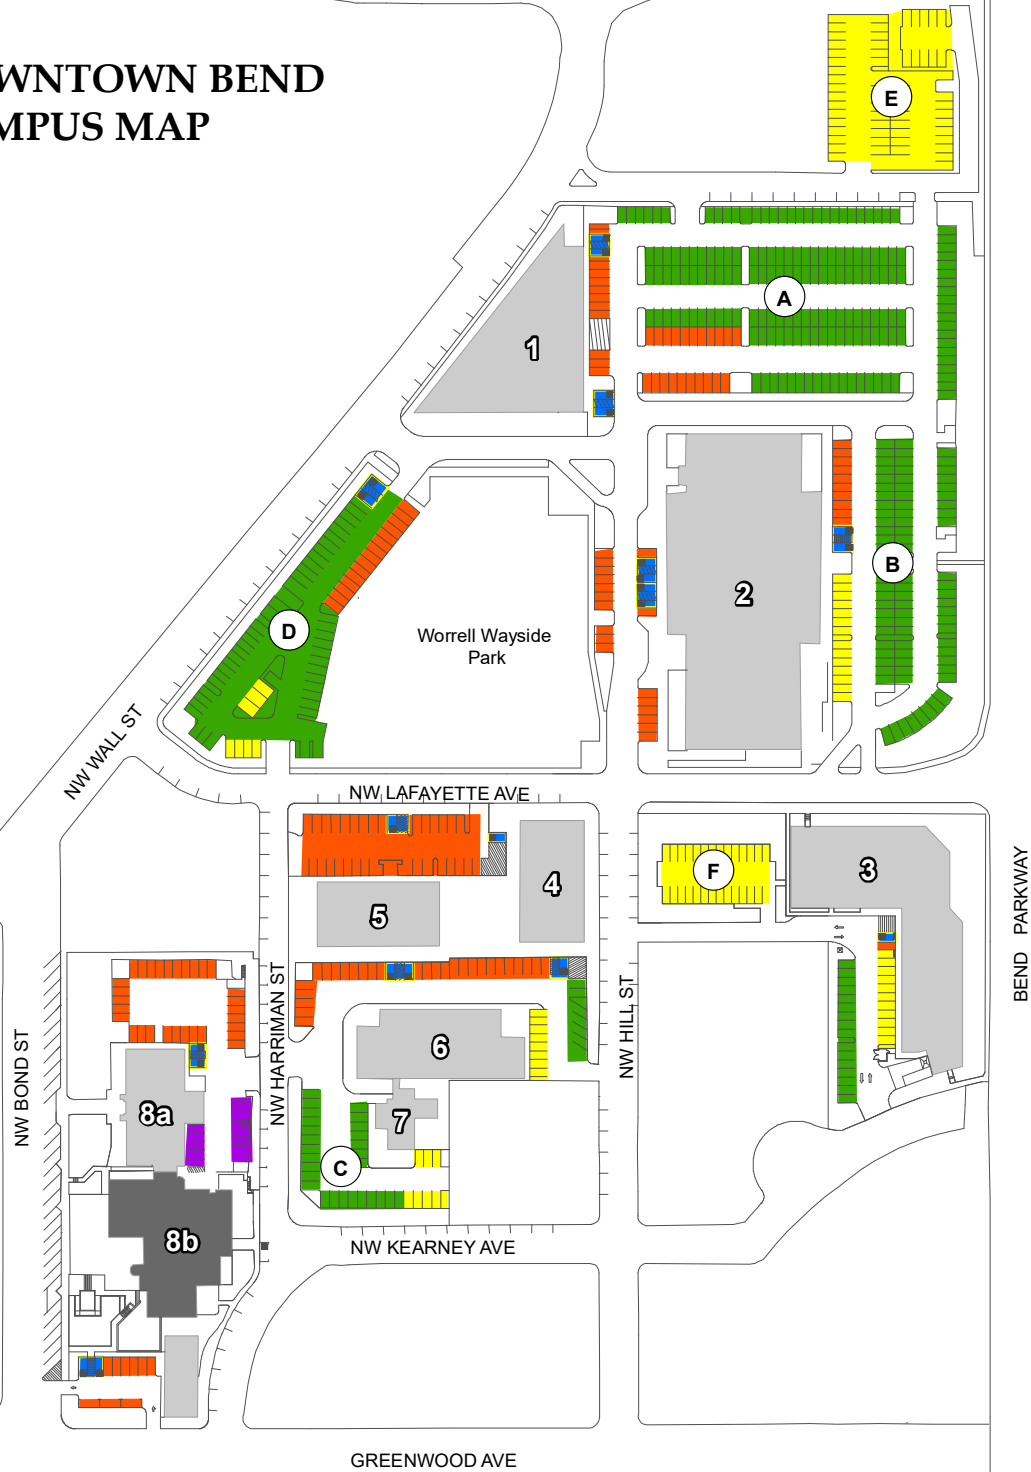 WNTOWN BEND
MPUS MAP
E
A
1
B
2
D
Worrell Wayside
Park
NW WALL ST
NW LAFAYETTE AVE
F
3
4
5
BEND PARKWAY
NW HARRIMAN ST
NW HILL ST
NW BOND ST
6
8a
7
C
8b
NW KEARNEY AVE
GREENWOOD AVE